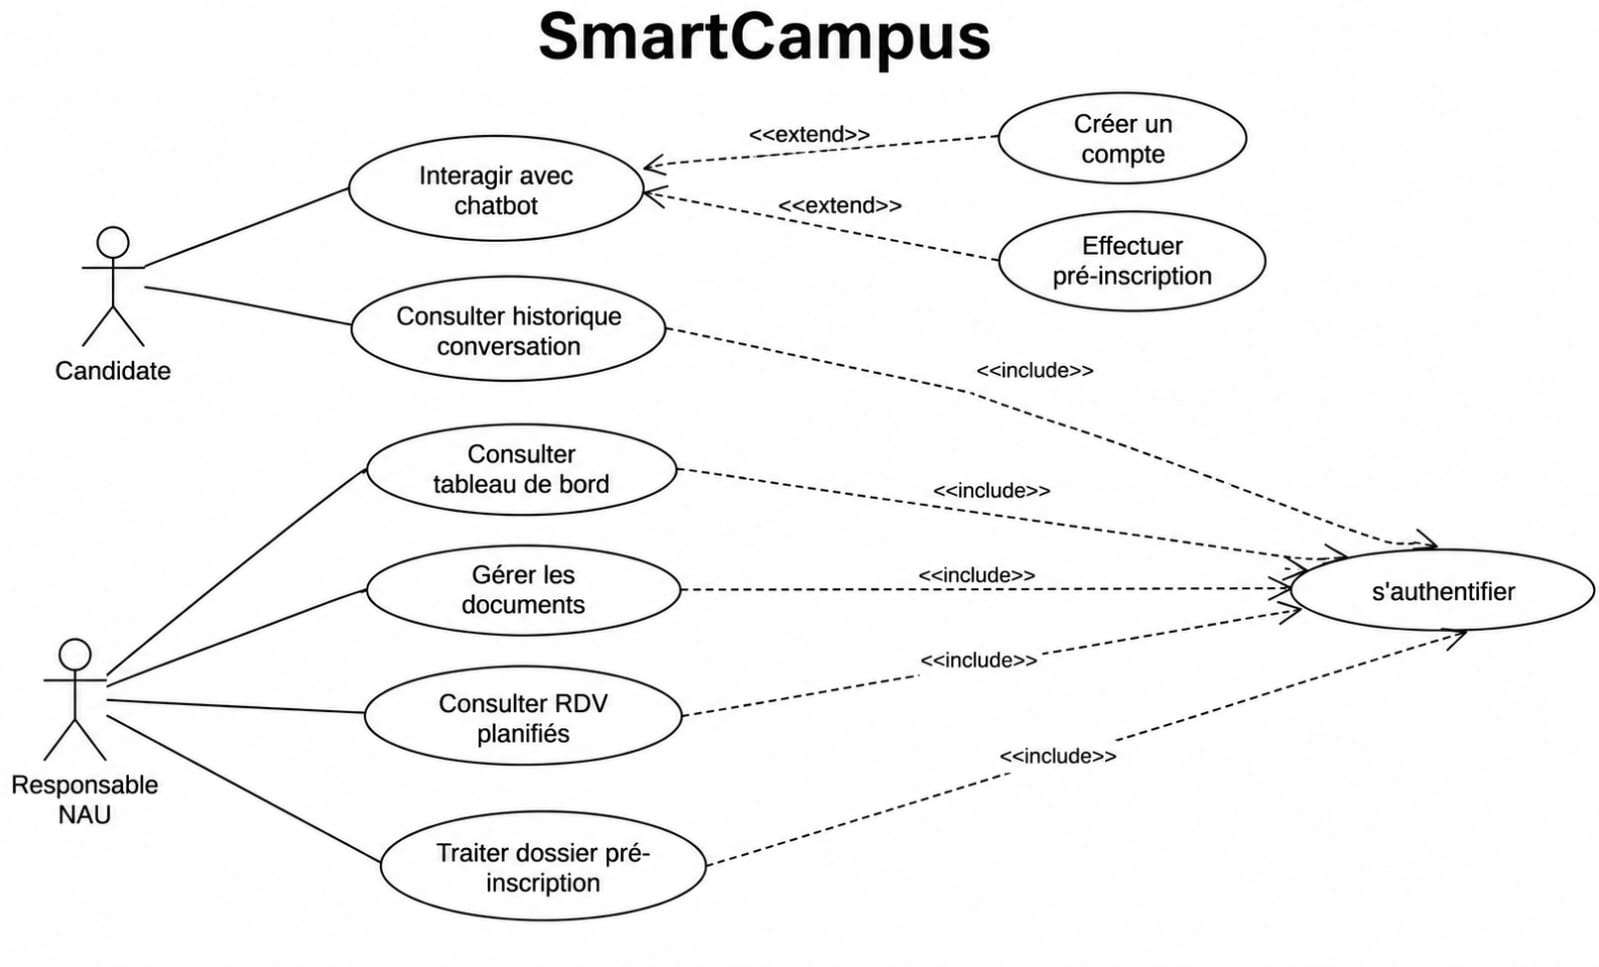 SmartCampus
<<extend>>
Créer un
compte
Interagir avec
chatbot
<<extend>>
Effectuer
pré-inscription
Consulter historique
conversation
Candidate
<<include>>
Consulter
tableau de bord
<<include>>
Gérer les
documents
<<include>>
s'authentifier
<<include>>
Consulter RDV
planifiés
<<include>>
Responsable
NAU
Traiter dossier pré-
inscription